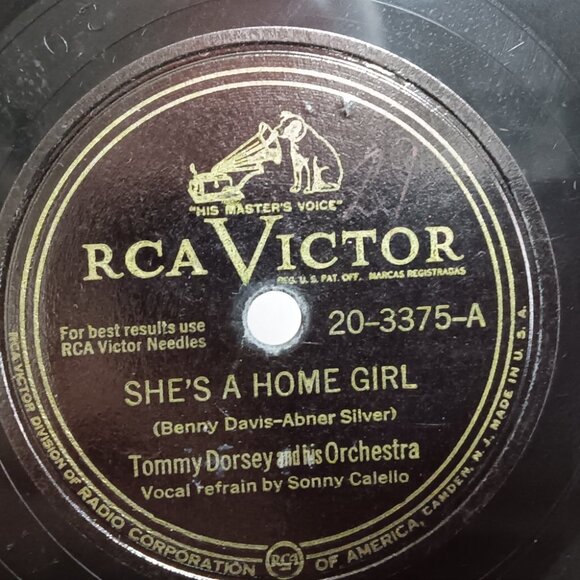 "HIS MASTER'S VOICE"
RCA VICTOR
REG. U.S. PAT. OFF. MARCAS REGISTRADAS
For best results use
RCA Victor Needles
20-3375-A
SHE'S A HOME GIRL
(Benny Davis-Abner Silver)
Tommy Dorsey and his Orchestra
Vocal refrain by Sonny Calello
RCA VICTOR DIVISION OF RADIO CORPORATION RCA OF AMERICA, CAMDEN, N. J. MADE IN U. S. A.